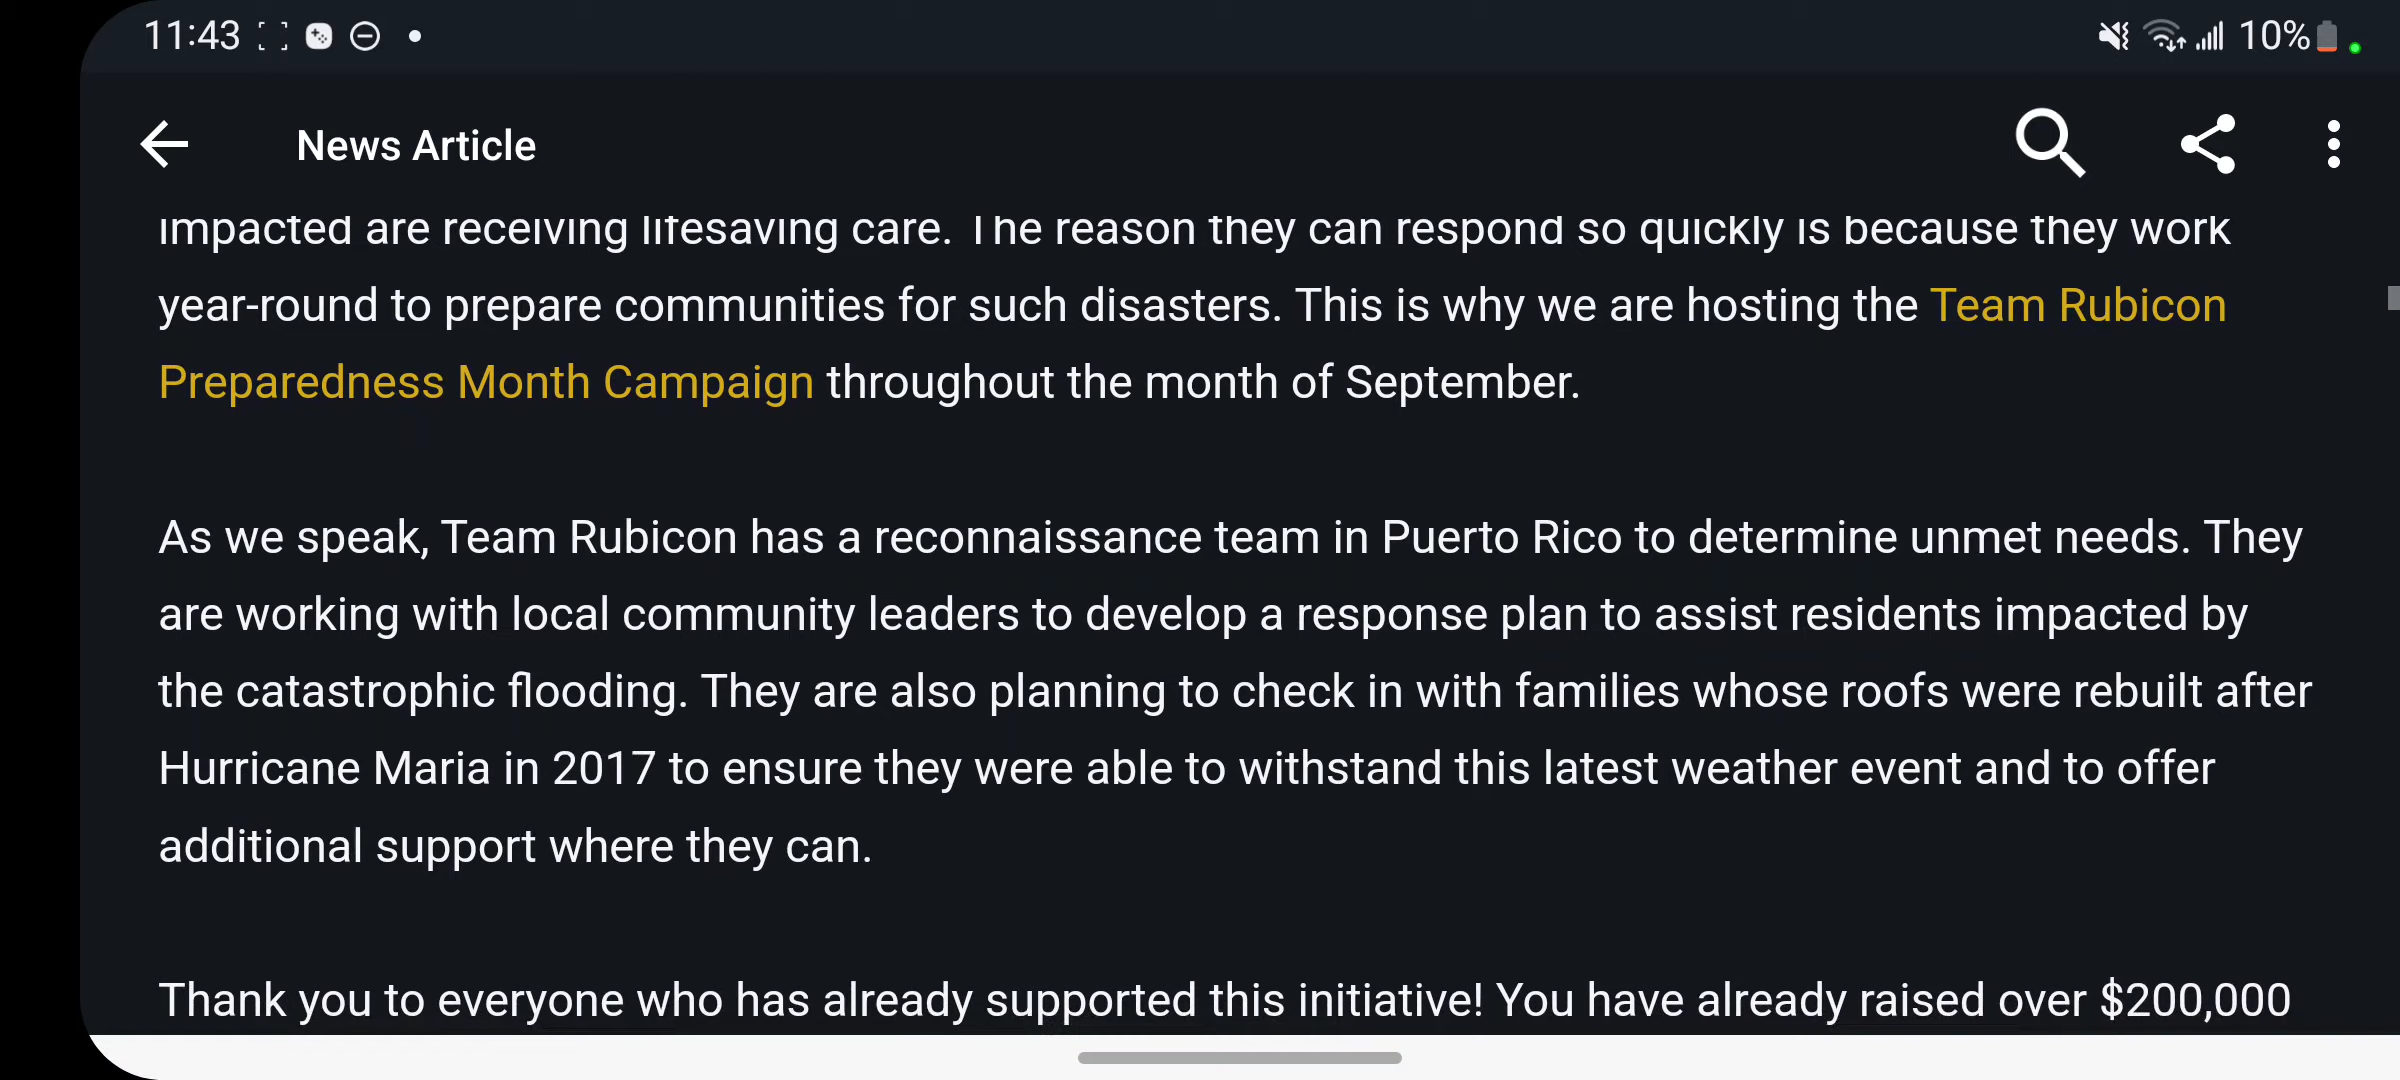 11:43
10%
News Article
impacted are receiving lifesaving care. The reason they can respond so quickly is because they work
year-round to prepare communities for such disasters. This is why we are hosting the Team Rubicon
Preparedness Month Campaign throughout the month of September.
As we speak, Team Rubicon has a reconnaissance team in Puerto Rico to determine unmet needs. They
are working with local community leaders to develop a response plan to assist residents impacted by
the catastrophic flooding. They are also planning to check in with families whose roofs were rebuilt after
Hurricane Maria in 2017 to ensure they were able to withstand this latest weather event and to offer
additional support where they can.
Thank you to everyone who has already supported this initiative! You have already raised over $200,000